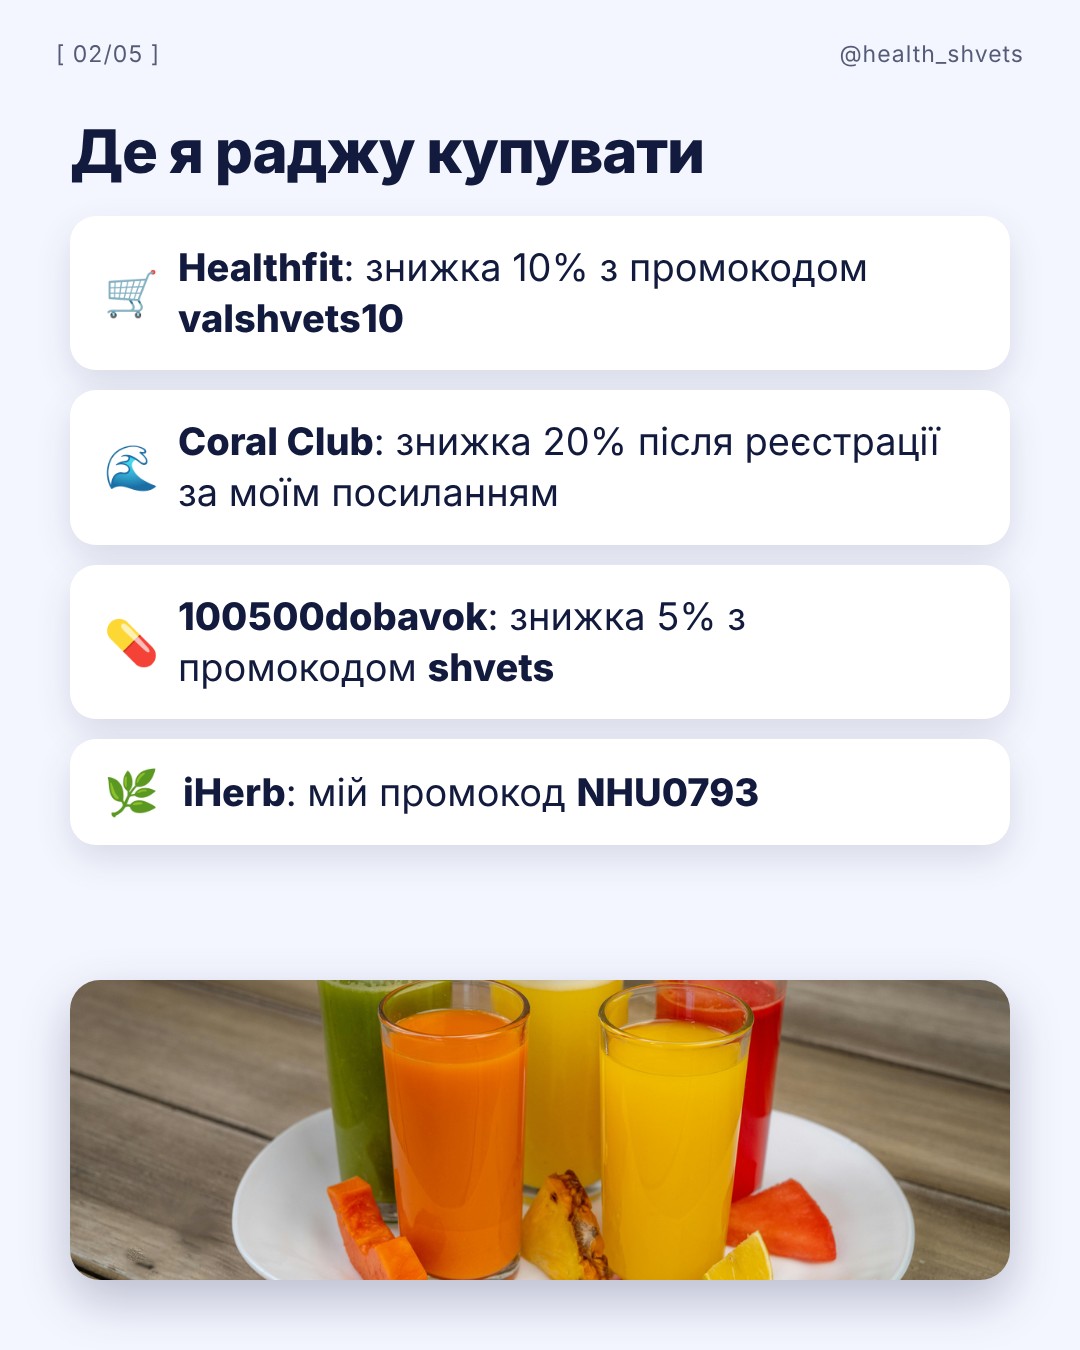 [ 02/05 ]
@health_shvets
Де я раджу купувати
Healthfit: знижка 10% з промокодом
valshvets10
Coral Club: знижка 20% після реєстрації
за моїм посиланням
100500dobavok: знижка 5% з
промокодом shvets
iHerb: мій промокод NHU0793